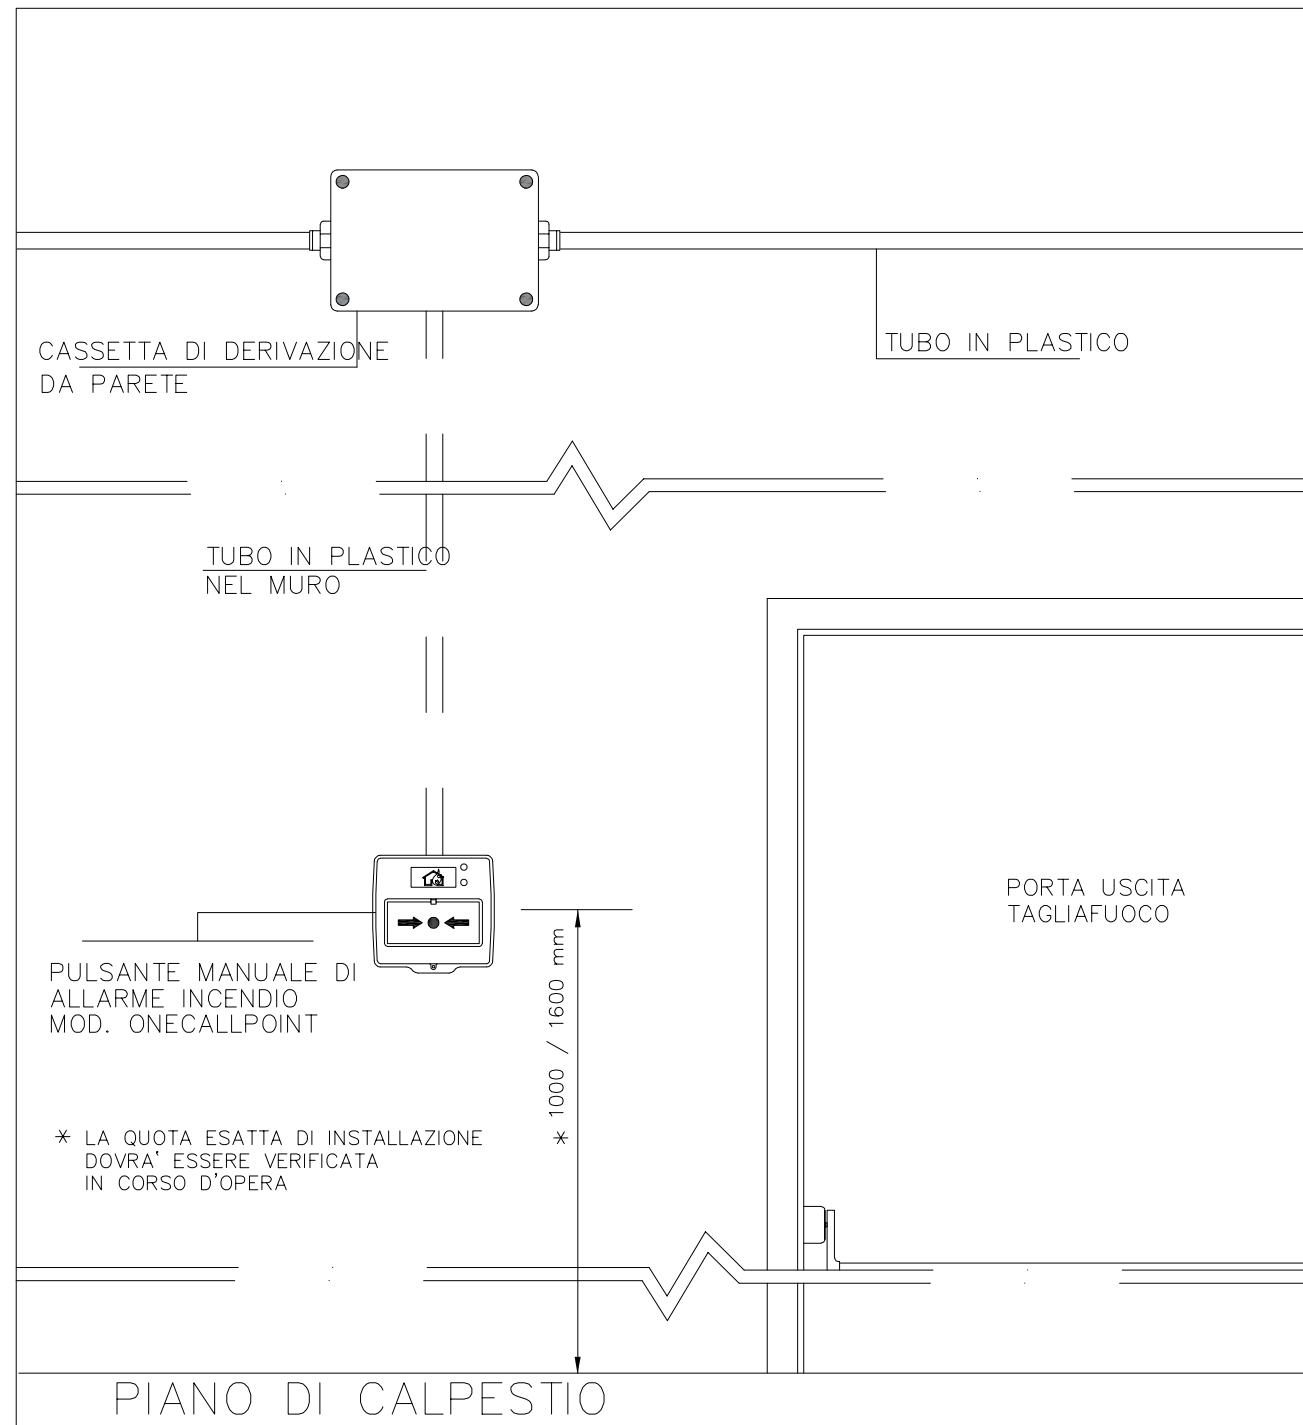 CASSETTA DI DERIVAZIONE
DA PARETE
TUBO IN PLASTICO
TUBO IN PLASTICO
NEL MURO
PORTA USCITA
TAGLIAFUOCO
PULSANTE MANUALE DI
ALLARME INCENDIO
MOD. ONECALLPOINT
* 1000 / 1600 mm
* LA QUOTA ESATTA DI INSTALLAZIONE
DOVRA' ESSERE VERIFICATA
IN CORSO D'OPERA
PIANO DI CALPESTIO